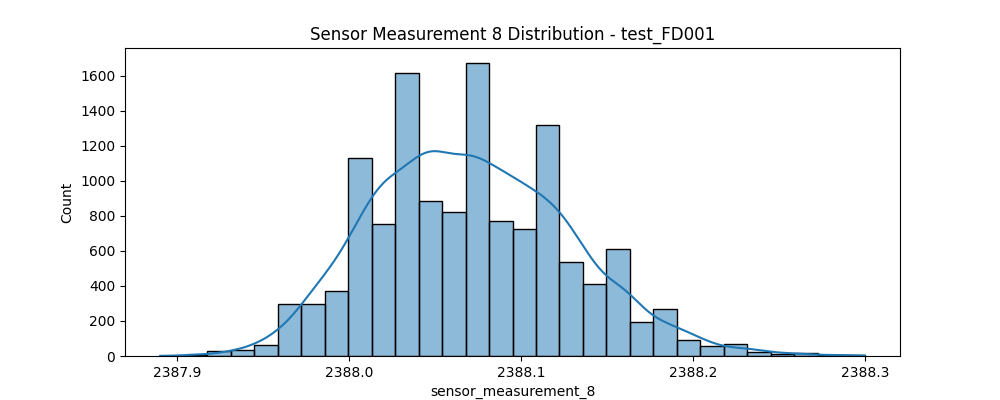 Sensor Measurement 8 Distribution - test_FD001
1600
1400
1200
1000
800
600
400
200
0
Count
2387.9 2388.0 2388.1 2388.2 2388.3
sensor_measurement_8